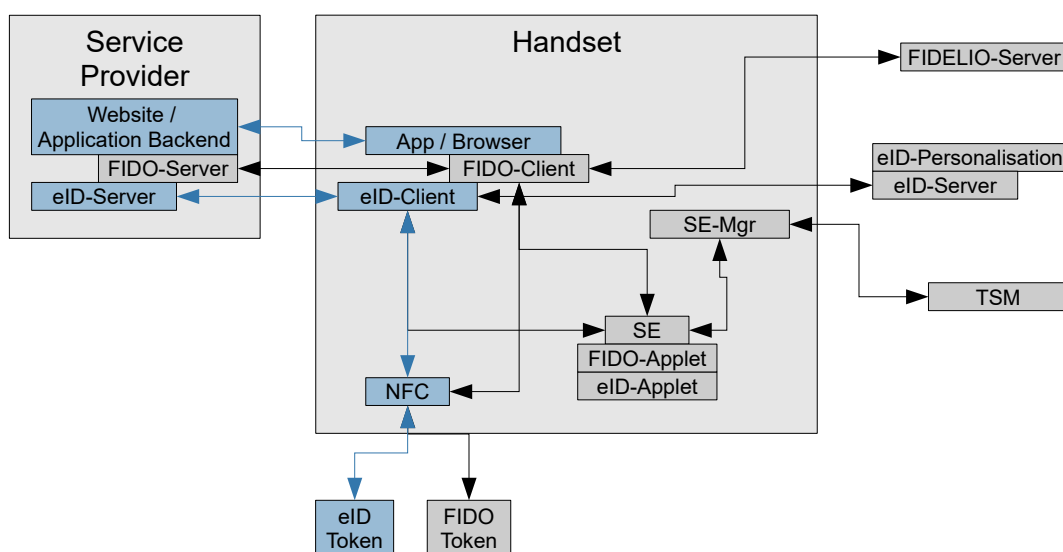 Service
Provider
Website /
Application Backend
FIDO-Server
eID-Server
Handset
App / Browser
FIDO-Client
eID-Client
SE-Mgr
SE
FIDO-Applet
eID-Applet
NFC
eID
Token
FIDO
Token
FIDELIO-Server
eID-Personalisation
eID-Server
TSM